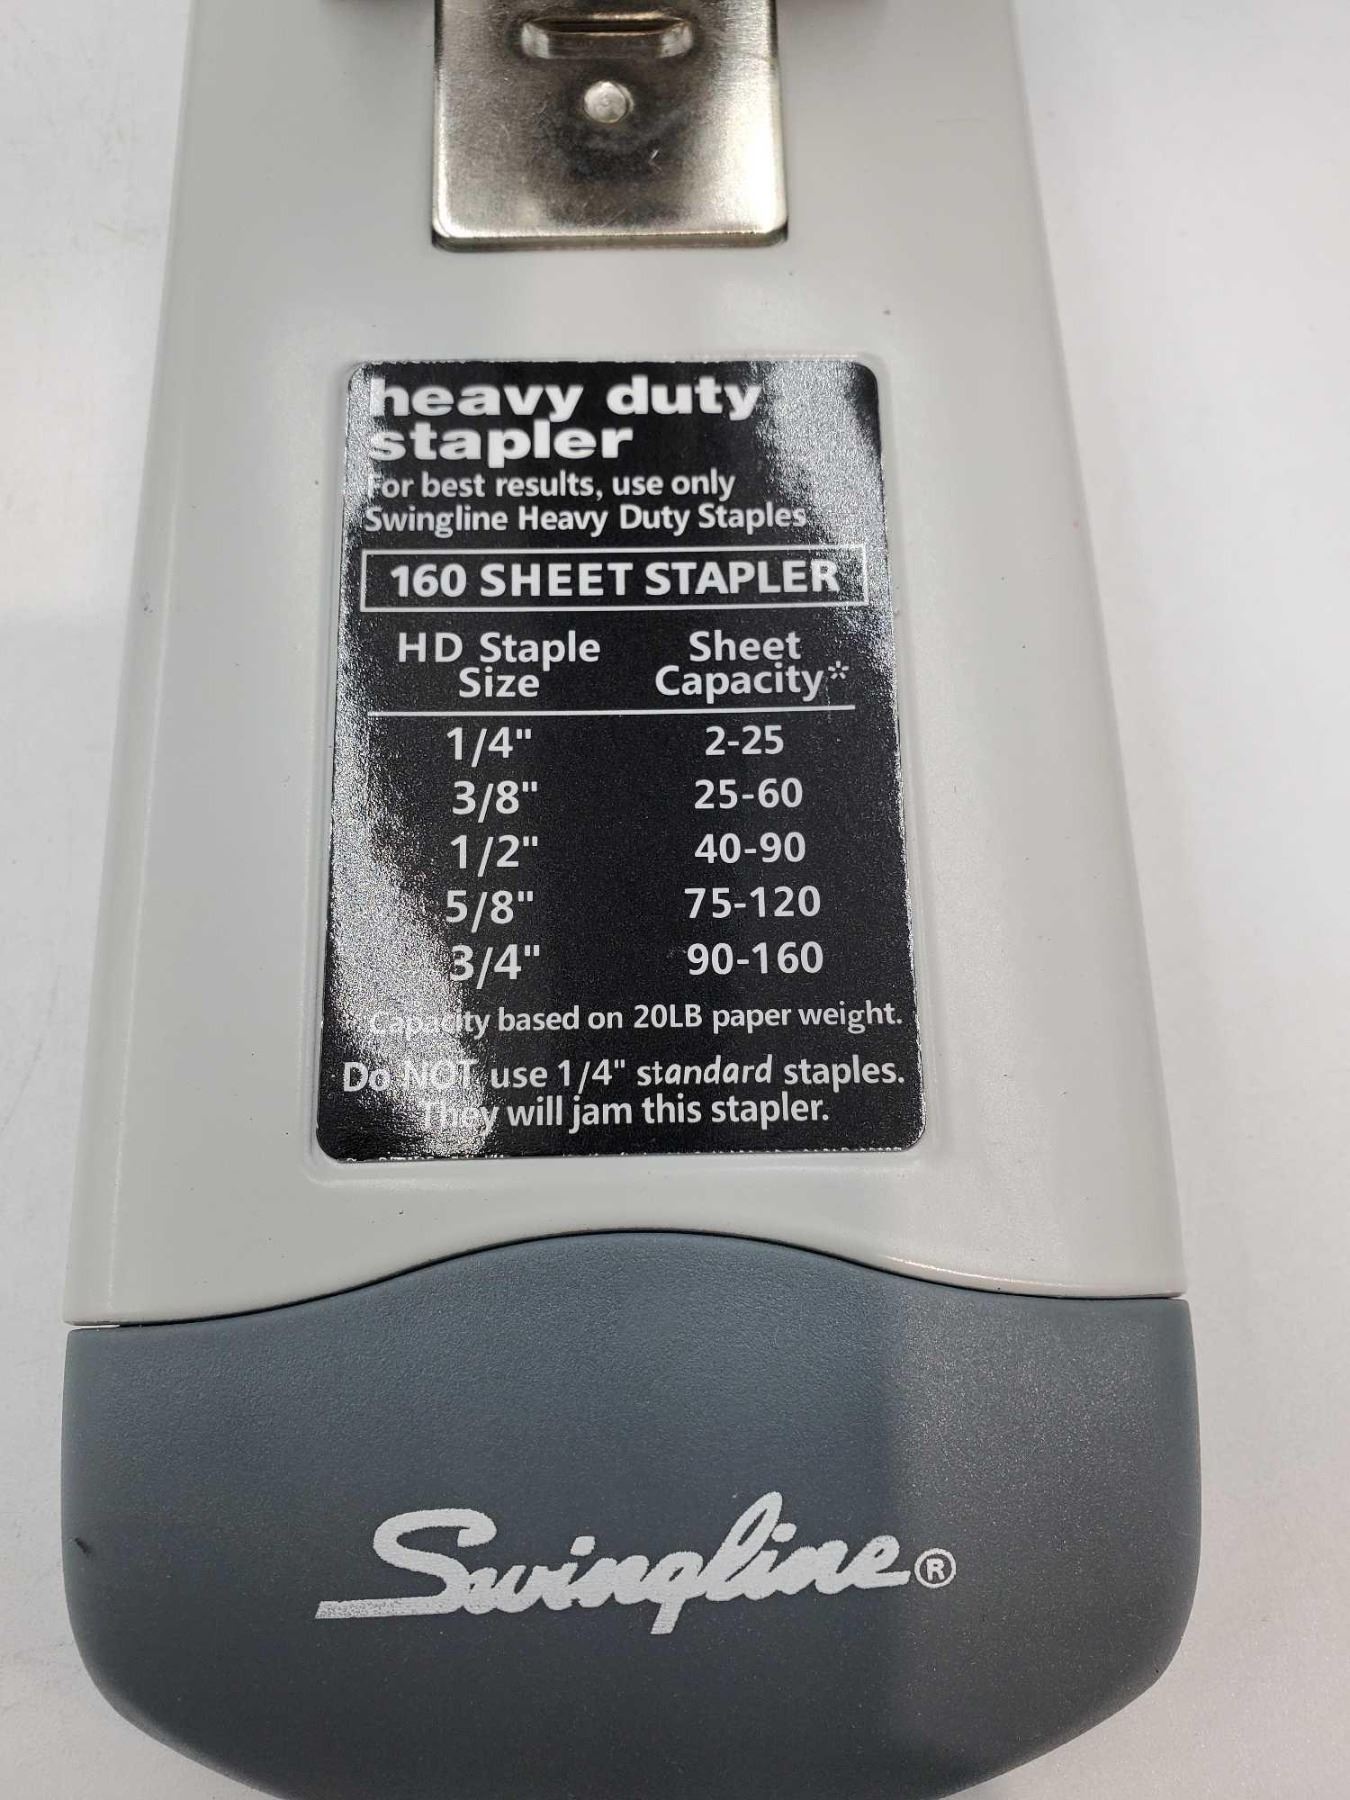 heavy duty
stapler
For best results, use only
Swingline Heavy Duty Staples
160 SHEET STAPLER
HD Staple Sheet
Size Capacity*
1/4" 2-25
3/8" 25-60
1/2" 40-90
5/8" 75-120
3/4" 90-160
Capacity based on 20LB paper weight.
Do NOT use 1/4" standard staples.
They will jam this stapler.
Swingline®